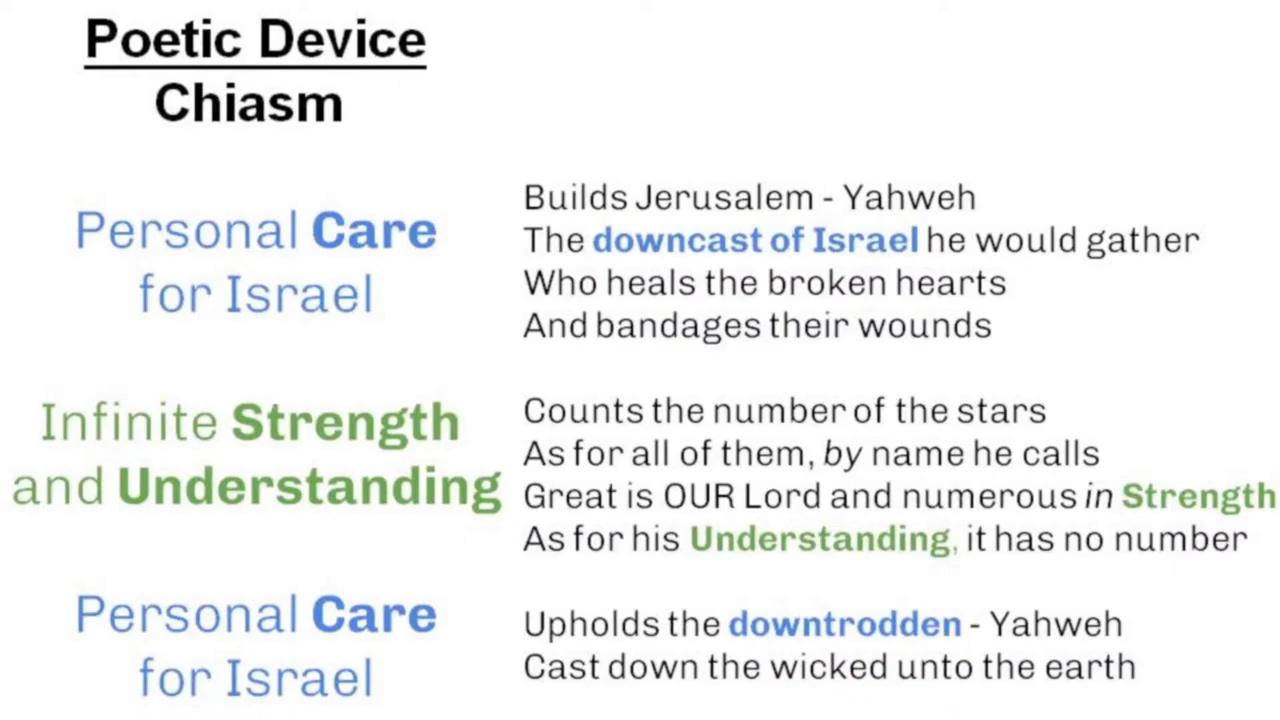 Poetic Device
Chiasm
Personal Care
for Israel
Builds Jerusalem - Yahweh
The downcast of Israel he would gather
Who heals the broken hearts
And bandages their wounds
Infinite Strength
and Understanding
Counts the number of the stars
As for all of them, by name he calls
Great is OUR Lord and numerous in Strength
As for his Understanding, it has no number
Personal Care
for Israel
Upholds the downtrodden - Yahweh
Cast down the wicked unto the earth